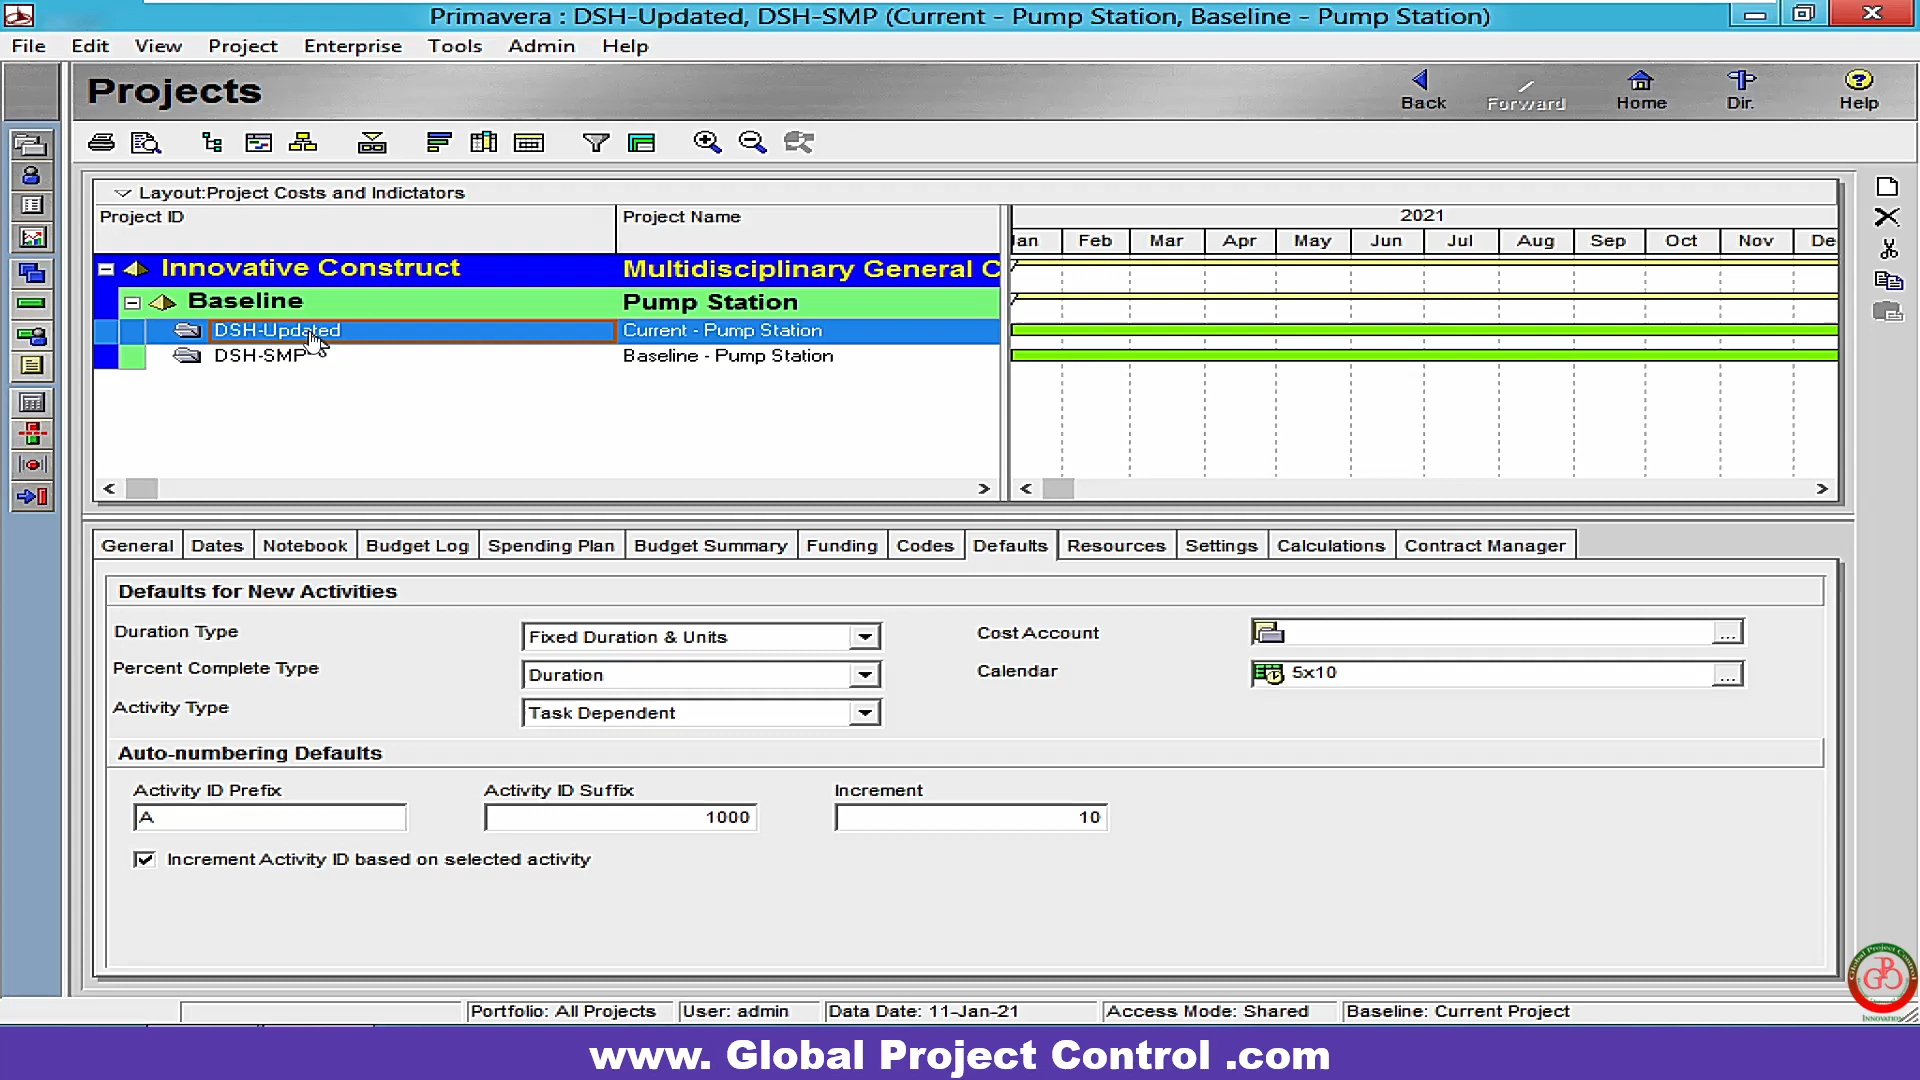 Primavera : DSH-Updated, DSH-SMP (Current - Pump Station, Baseline - Pump Station)
File Edit View Project Enterprise Tools Admin Help
Projects
Back Forward Home Dir. Help
Layout:Project Costs and Indictators
Project ID Project Name 2021
Jan Feb Mar Apr May Jun Jul Aug Sep Oct Nov De
Innovative Construct Multidisciplinary General C
Baseline Pump Station
DSH-Updated Current - Pump Station
DSH-SMP Baseline - Pump Station
General Dates Notebook Budget Log Spending Plan Budget Summary Funding Codes Defaults Resources Settings Calculations Contract Manager
Defaults for New Activities
Duration Type Fixed Duration & Units Cost Account ...
Percent Complete Type Duration Calendar 5x10 ...
Activity Type Task Dependent
Auto-numbering Defaults
Activity ID Prefix Activity ID Suffix Increment
A 1000 10
Increment Activity ID based on selected activity
Global Project Control
GPC
INNOVATION
Portfolio: All Projects User: admin Data Date: 11-Jan-21 Access Mode: Shared Baseline: Current Project
www. Global Project Control .com